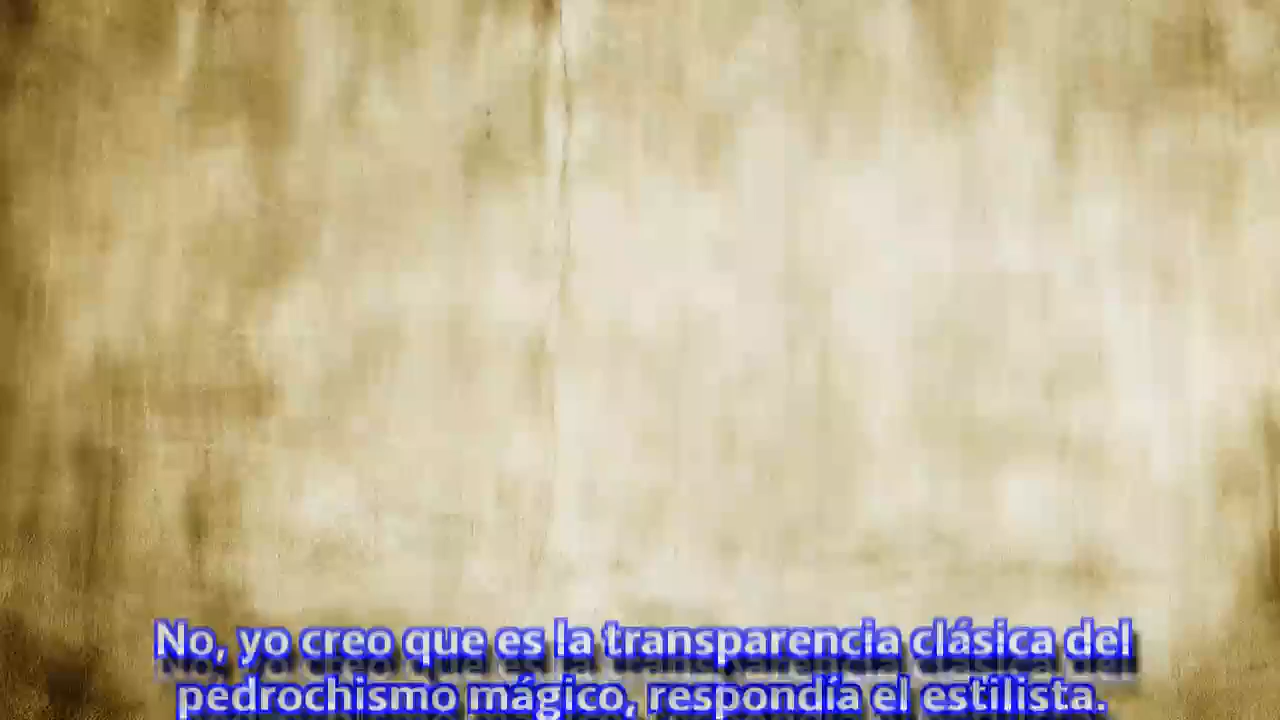 No, yo creo que es la transparencia clásica del
pedrochismo mágico, respondía el estilista.